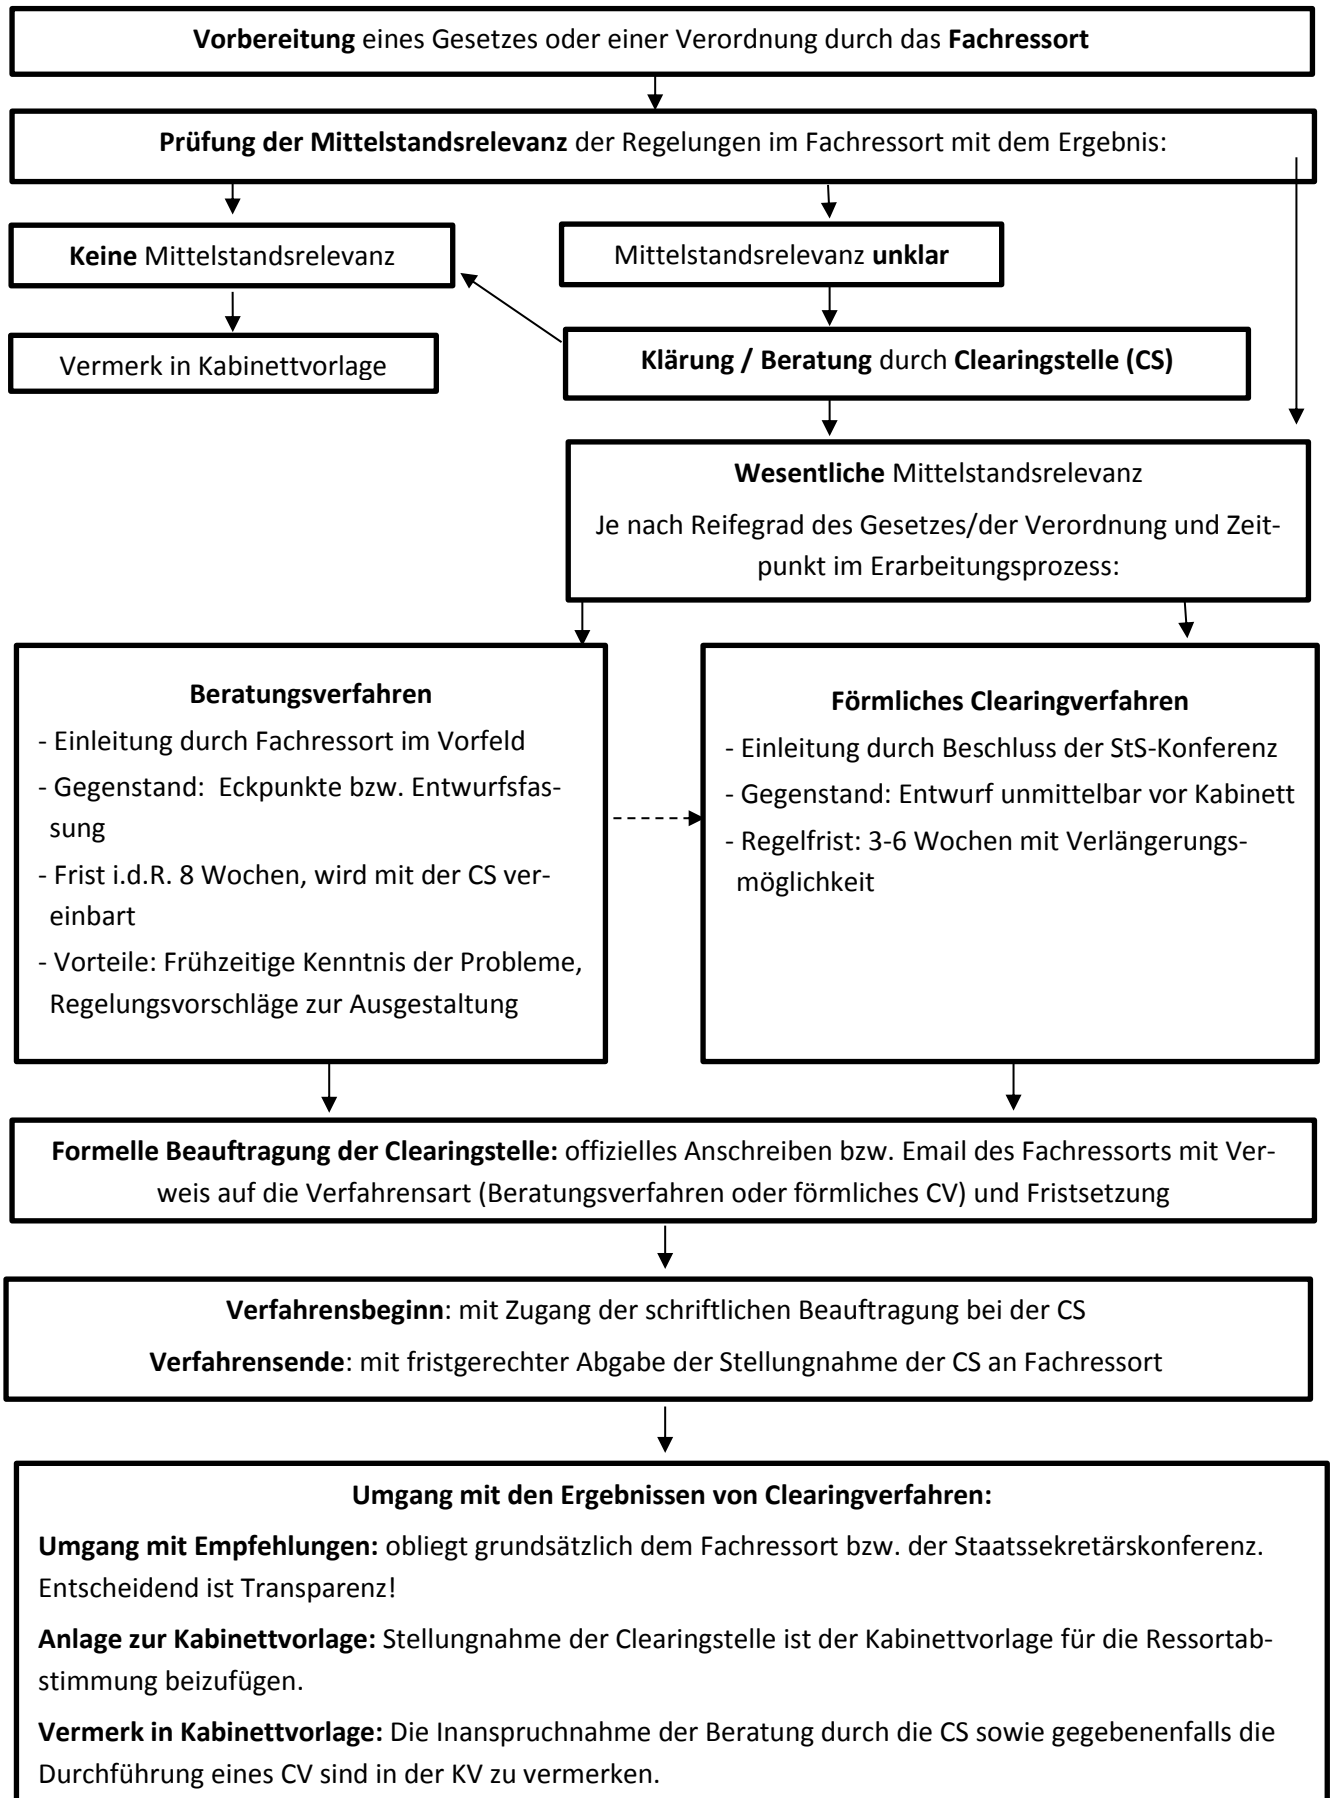 Vorbereitung eines Gesetzes oder einer Verordnung durch das Fachressort
Prüfung der Mittelstandsrelevanz der Regelungen im Fachressort mit dem Ergebnis:
Keine Mittelstandsrelevanz
Mittelstandsrelevanz unklar
Vermerk in Kabinettvorlage
Klärung / Beratung durch Clearingstelle (CS)
Wesentliche Mittelstandsrelevanz
Je nach Reifegrad des Gesetzes/der Verordnung und Zeit-
punkt im Erarbeitungsprozess:
Beratungsverfahren
- Einleitung durch Fachressort im Vorfeld
- Gegenstand:  Eckpunkte bzw. Entwurfsfas-
sung
- Frist i.d.R. 8 Wochen, wird mit der CS ver-
einbart
- Vorteile: Frühzeitige Kenntnis der Probleme,
Regelungsvorschläge zur Ausgestaltung
Förmliches Clearingverfahren
- Einleitung durch Beschluss der StS-Konferenz
- Gegenstand: Entwurf unmittelbar vor Kabinett
- Regelfrist: 3-6 Wochen mit Verlängerungs-
möglichkeit
Formelle Beauftragung der Clearingstelle: offizielles Anschreiben bzw. Email des Fachressorts mit Ver-
weis auf die Verfahrensart (Beratungsverfahren oder förmliches CV) und Fristsetzung
Verfahrensbeginn: mit Zugang der schriftlichen Beauftragung bei der CS
Verfahrensende: mit fristgerechter Abgabe der Stellungnahme der CS an Fachressort
Umgang mit den Ergebnissen von Clearingverfahren:
Umgang mit Empfehlungen: obliegt grundsätzlich dem Fachressort bzw. der Staatssekretärskonferenz.
Entscheidend ist Transparenz!
Anlage zur Kabinettvorlage: Stellungnahme der Clearingstelle ist der Kabinettvorlage für die Ressortab-
stimmung beizufügen.
Vermerk in Kabinettvorlage: Die Inanspruchnahme der Beratung durch die CS sowie gegebenenfalls die
Durchführung eines CV sind in der KV zu vermerken.